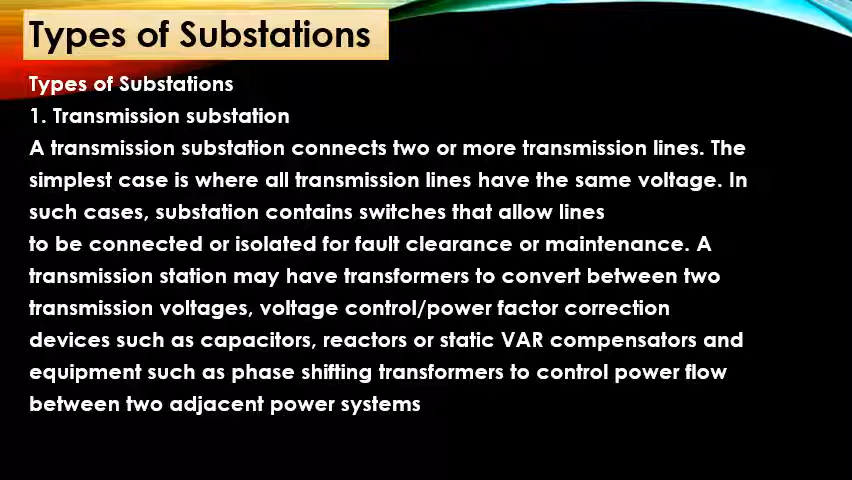 Types of Substations
Types of Substations
1. Transmission substation
A transmission substation connects two or more transmission lines. The
simplest case is where all transmission lines have the same voltage. In
such cases, substation contains switches that allow lines
to be connected or isolated for fault clearance or maintenance. A
transmission station may have transformers to convert between two
transmission voltages, voltage control/power factor correction
devices such as capacitors, reactors or static VAR compensators and
equipment such as phase shifting transformers to control power flow
between two adjacent power systems